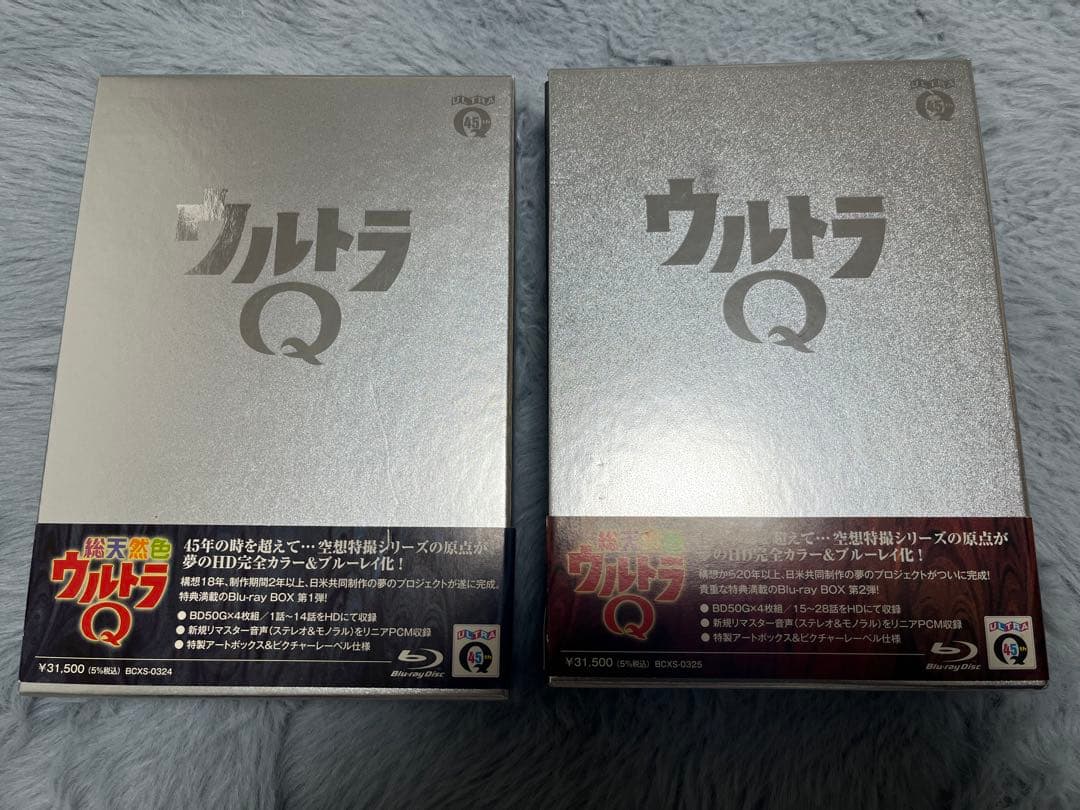 ULTRA
Q
45th
ウルトラ
Q
総天然色
ウルトラ
Q
45年の時を超えて…空想特撮シリーズの原点が、
夢のHD完全カラー&ブルーレイ化!
構想18年、制作期間2年以上、日米共同制作の夢のプロジェクトが遂に完成。
特典満載のBlu-ray BOX 第1弾!
●BD50G×4枚組/1話~14話をHDにて収録
●新規リマスター音声(ステレオ&モノラル)をリニアPCM収録
●特製アートボックス&ピクチャーレーベル仕様
¥31,500(5%税込) BCXS-0324
Blu-ray Disc
ULTRA
Q
45th
ULTRA
Q
45th
ウルトラ
Q
総天然色
ウルトラ
Q
超えて…空想特撮シリーズの原点が
夢のHD完全カラー&ブルーレイ化!
構想から20年以上、日米共同制作の夢のプロジェクトがついに完成!
貴重な特典満載のBlu-ray BOX 第2弾!
●BD50G×4枚組/15~28話をHDにて収録
●新規リマスター音声(ステレオ&モノラル)をリニアPCM収録
●特製アートボックス&ピクチャーレーベル仕様
¥31,500(5%税込) BCXS-0325
Blu-ray Disc
ULTRA
Q
45th